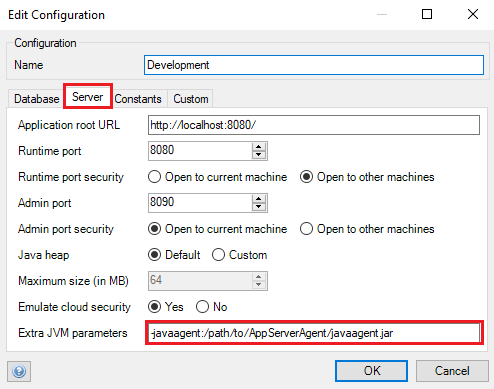 Edit Configuration
Configuration
Name Development
Database Server Constants Custom
Application root URL http://localhost:8080/
Runtime port 8080
Runtime port security Open to current machine Open to other machines
Admin port 8090
Admin port security Open to current machine Open to other machines
Java heap Default Custom
Maximum size (in MB) 64
Emulate cloud security Yes No
Extra JVM parameters -javaagent:/path/to/AppServerAgent/javaagent.jar
? OK Cancel